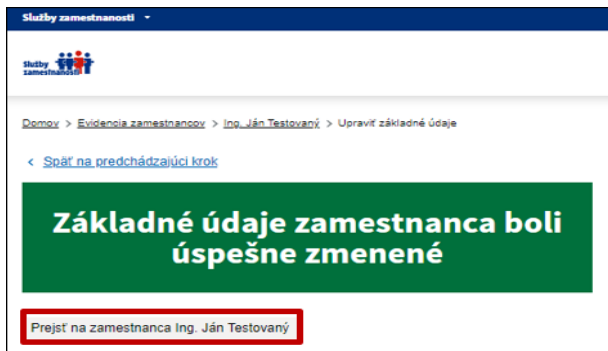 Služby zamestnanosti
Služby
zamestnanosti
Domov > Evidencia zamestnancov > Ing. Ján Testovaný > Upraviť základné údaje
< Späť na predchádzajúci krok
Základné údaje zamestnanca boli
úspešne zmenené
Prejsť na zamestnanca Ing. Ján Testovaný